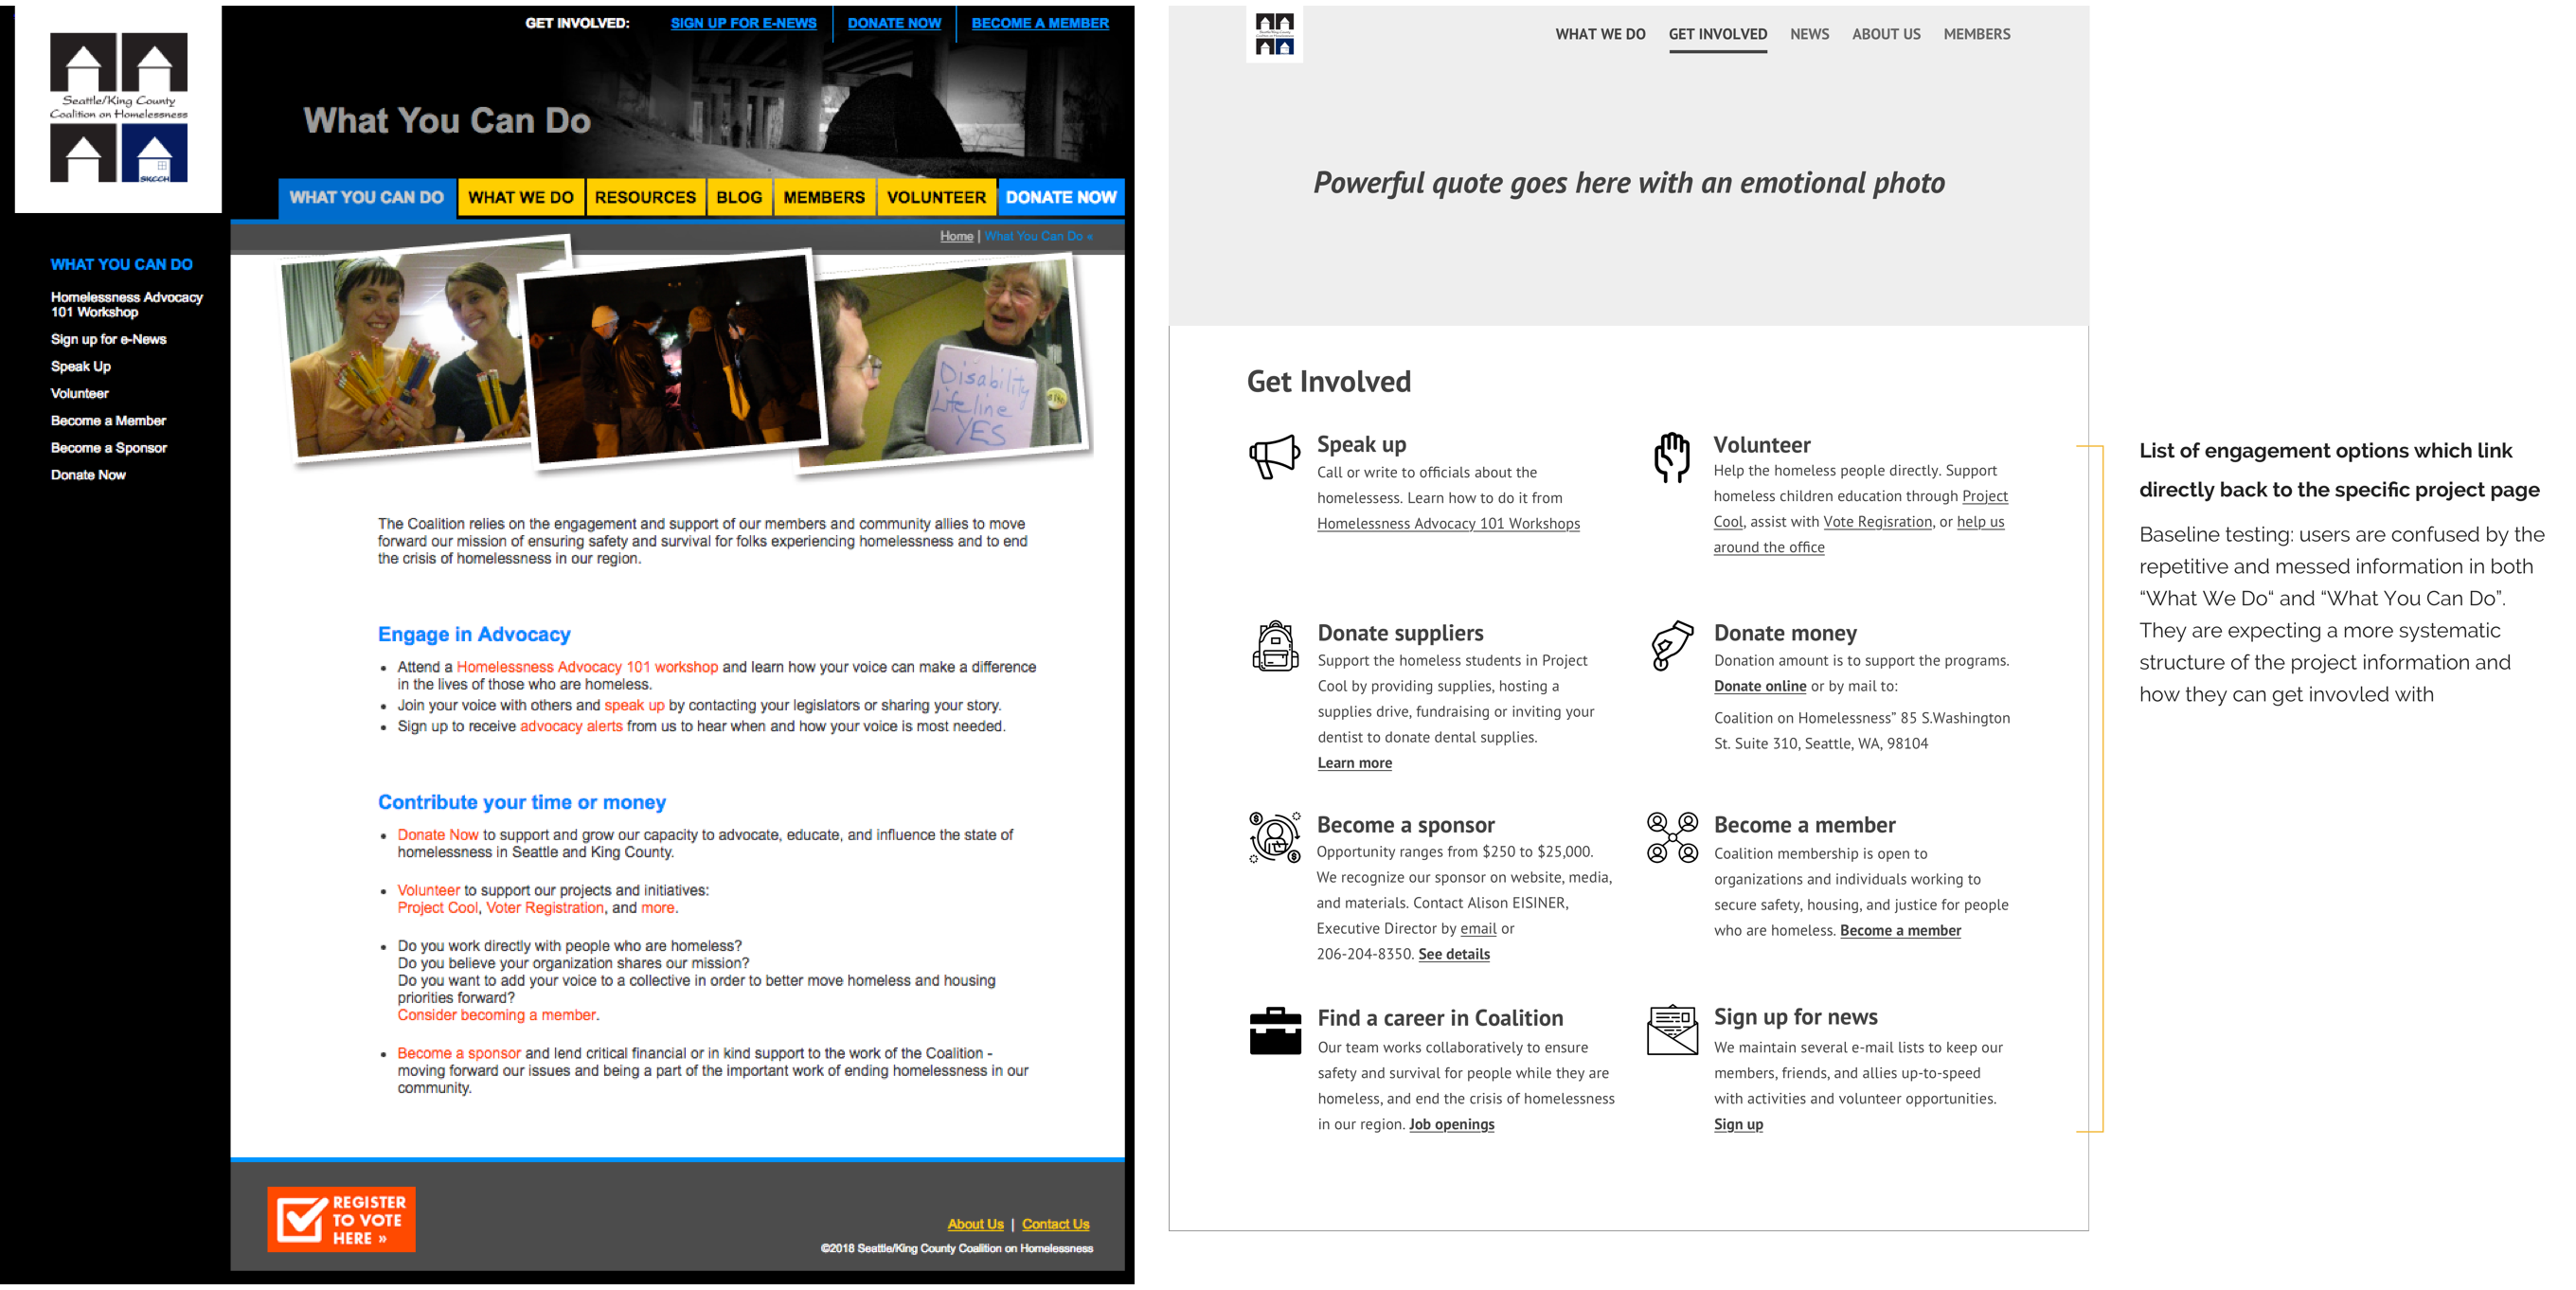 Seattle/King County
Coalition on Homelessness
SKCCH
GET INVOLVED: SIGN UP FOR E-NEWS DONATE NOW BECOME A MEMBER
What You Can Do
WHAT YOU CAN DO WHAT WE DO RESOURCES BLOG MEMBERS VOLUNTEER DONATE NOW
Home | What You Can Do «
WHAT YOU CAN DO
Homelessness Advocacy
101 Workshop
Sign up for e-News
Speak Up
Volunteer
Become a Member
Become a Sponsor
Donate Now
Disability
Lifeline
YES
The Coalition relies on the engagement and support of our members and community allies to move
forward our mission of ensuring safety and survival for folks experiencing homelessness and to end
the crisis of homelessness in our region.
Engage in Advocacy
• Attend a Homelessness Advocacy 101 workshop and learn how your voice can make a difference
in the lives of those who are homeless.
• Join your voice with others and speak up by contacting your legislators or sharing your story.
• Sign up to receive advocacy alerts from us to hear when and how your voice is most needed.
Contribute your time or money
• Donate Now to support and grow our capacity to advocate, educate, and influence the state of
homelessness in Seattle and King County.
• Volunteer to support our projects and initiatives:
Project Cool, Voter Registration, and more.
• Do you work directly with people who are homeless?
Do you believe your organization shares our mission?
Do you want to add your voice to a collective in order to better move homeless and housing
priorities forward?
Consider becoming a member.
• Become a sponsor and lend critical financial or in kind support to the work of the Coalition -
moving forward our issues and being a part of the important work of ending homelessness in our
community.
REGISTER
TO VOTE
HERE »
About Us | Contact Us
©2018 Seattle/King County Coalition on Homelessness
WHAT WE DO GET INVOLVED NEWS ABOUT US MEMBERS
Powerful quote goes here with an emotional photo
Get Involved
Speak up
Call or write to officials about the
homelessess. Learn how to do it from
Homelessness Advocacy 101 Workshops
Volunteer
Help the homeless people directly. Support
homeless children education through Project
Cool, assist with Vote Regisration, or help us
around the office
Donate suppliers
Support the homeless students in Project
Cool by providing supplies, hosting a
supplies drive, fundraising or inviting your
dentist to donate dental supplies.
Learn more
Donate money
Donation amount is to support the programs.
Donate online or by mail to:
Coalition on Homelessness” 85 S.Washington
St. Suite 310, Seattle, WA, 98104
Become a sponsor
Opportunity ranges from $250 to $25,000.
We recognize our sponsor on website, media,
and materials. Contact Alison EISINER,
Executive Director by email or
206-204-8350. See details
Become a member
Coalition membership is open to
organizations and individuals working to
secure safety, housing, and justice for people
who are homeless. Become a member
Find a career in Coalition
Our team works collaboratively to ensure
safety and survival for people while they are
homeless, and end the crisis of homelessness
in our region. Job openings
Sign up for news
We maintain several e-mail lists to keep our
members, friends, and allies up-to-speed
with activities and volunteer opportunities.
Sign up
List of engagement options which link
directly back to the specific project page
Baseline testing: users are confused by the
repetitive and messed information in both
“What We Do“ and “What You Can Do”.
They are expecting a more systematic
structure of the project information and
how they can get invovled with